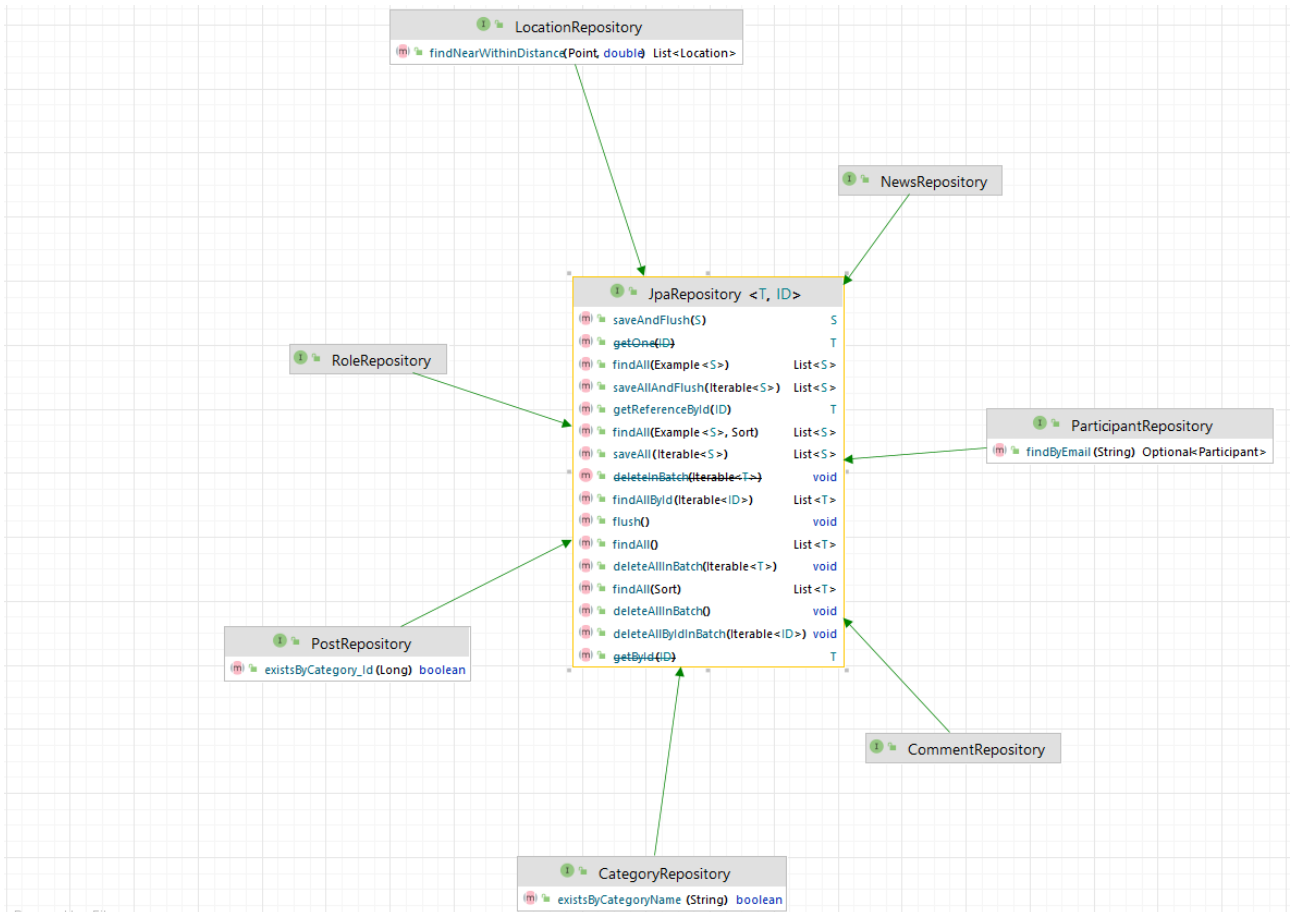 LocationRepository
findNearWithinDistance(Point, double) List<Location>
NewsRepository
JpaRepository <T, ID>
saveAndFlush(S) S
getOne(ID) T
findAll(Example<S>) List<S>
saveAllAndFlush(Iterable<S>) List<S>
getReferenceById(ID) T
findAll(Example<S>, Sort) List<S>
saveAll(Iterable<S>) List<S>
deleteInBatch(Iterable<T>) void
findAllById(Iterable<ID>) List<T>
flush() void
findAll() List<T>
deleteAllInBatch(Iterable<T>) void
findAll(Sort) List<T>
deleteAllInBatch() void
deleteAllByIdInBatch(Iterable<ID>) void
getById(ID) T
RoleRepository
ParticipantRepository
findByEmail(String) Optional<Participant>
PostRepository
existsByCategory_Id(Long) boolean
CommentRepository
CategoryRepository
existsByCategoryName(String) boolean